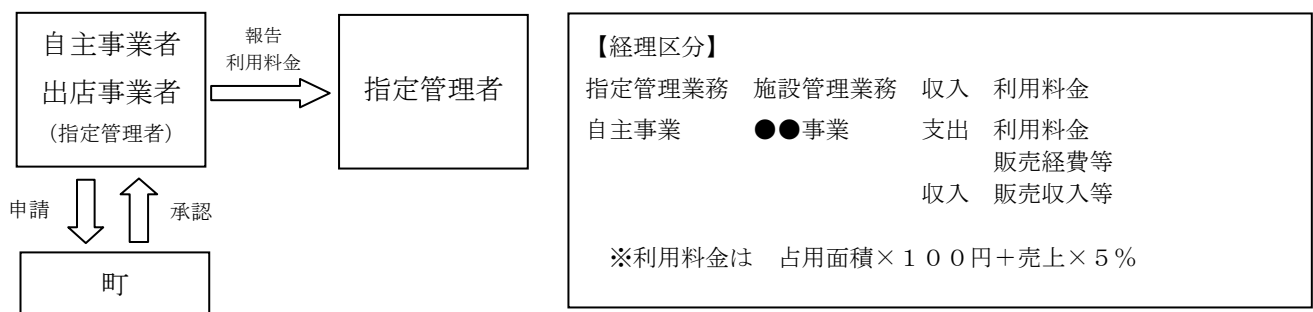 自主事業者
出店事業者
(指定管理者)
報告
利用料金
指定管理者
申請
承認
町
【経理区分】
指定管理業務 施設管理業務 収入 利用料金
自主事業 ●●事業 支出 利用料金
販売経費等
収入 販売収入等
※利用料金は 占用面積×100円+売上×5%